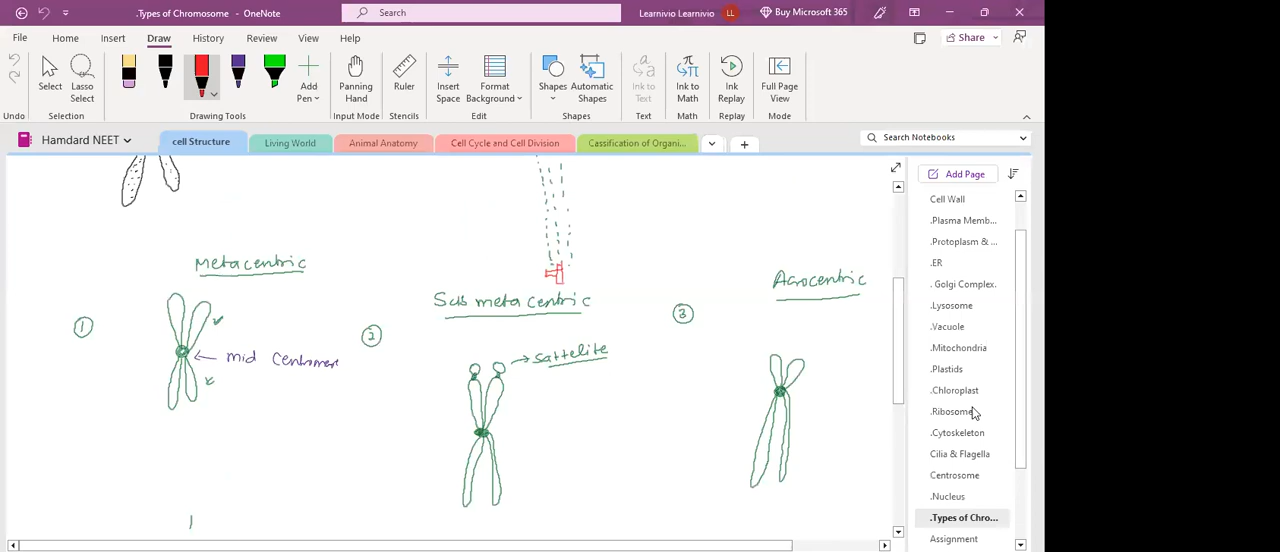 .Types of Chromosome - OneNote
Search
Learnivio Learnivio
LL
Buy Microsoft 365
File
Home
Insert
Draw
History
Review
View
Help
Share
Select
Lasso Select
Add Pen
Panning Hand
Ruler
Insert Space
Format Background
Shapes
Automatic Shapes
Ink to Text
Ink to Math
Ink Replay
Full Page View
Undo
Selection
Drawing Tools
Input Mode
Stencils
Edit
Shapes
Text
Math
Replay
Mode
Hamdard NEET
cell Structure
Living World
Animal Anatomy
Cell Cycle and Cell Division
Cassification of Organi...
Search Notebooks
Add Page
Cell Wall
.Plasma Memb...
.Protoplasm & ...
.ER
. Golgi Complex.
.Lysosome
.Vacuole
.Mitochondria
.Plastids
.Chloroplast
.Ribosome
.Cytoskeleton
Cilia & Flagella
Centrosome
.Nucleus
.Types of Chro...
Assignment
Metacentric
1
mid Centromere
Sub metacentric
2
Sattelite
Acrocentric
3